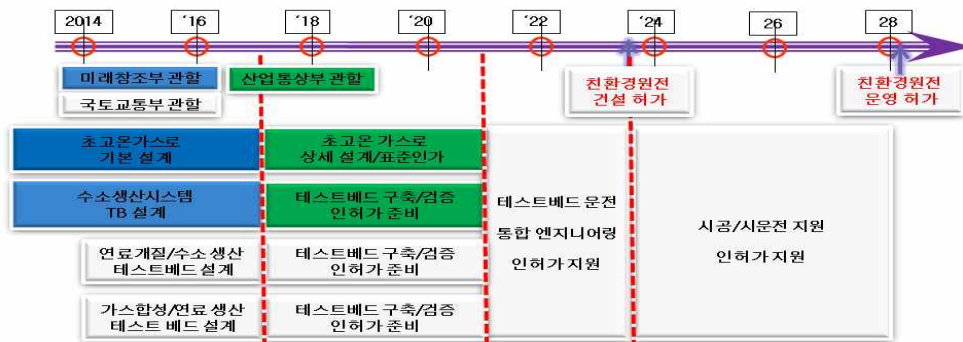 2014
‘16
‘18
‘20
‘22
‘24
26
28
미래창조부 관할
국토교통부 관할
산업통상부 관할
친환경원전
건설 허가
친환경원전
운영 허가
초고온가스로
기본 설계
초고온 가스로
상세 설계/표준인가
수소생산시스템
TB 설계
테스트베드 구축/검증
인허가 준비
연료개질/수소 생산
테스트베드 설계
테스트베드 구축/검증
인허가 준비
가스합성/연료 생산
테스트 베드 설계
테스트베드 구축/검증
인허가 준비
테스트베드 운전
통합 엔지니어링
인허가 지원
시공/시운전 지원
인허가 지원